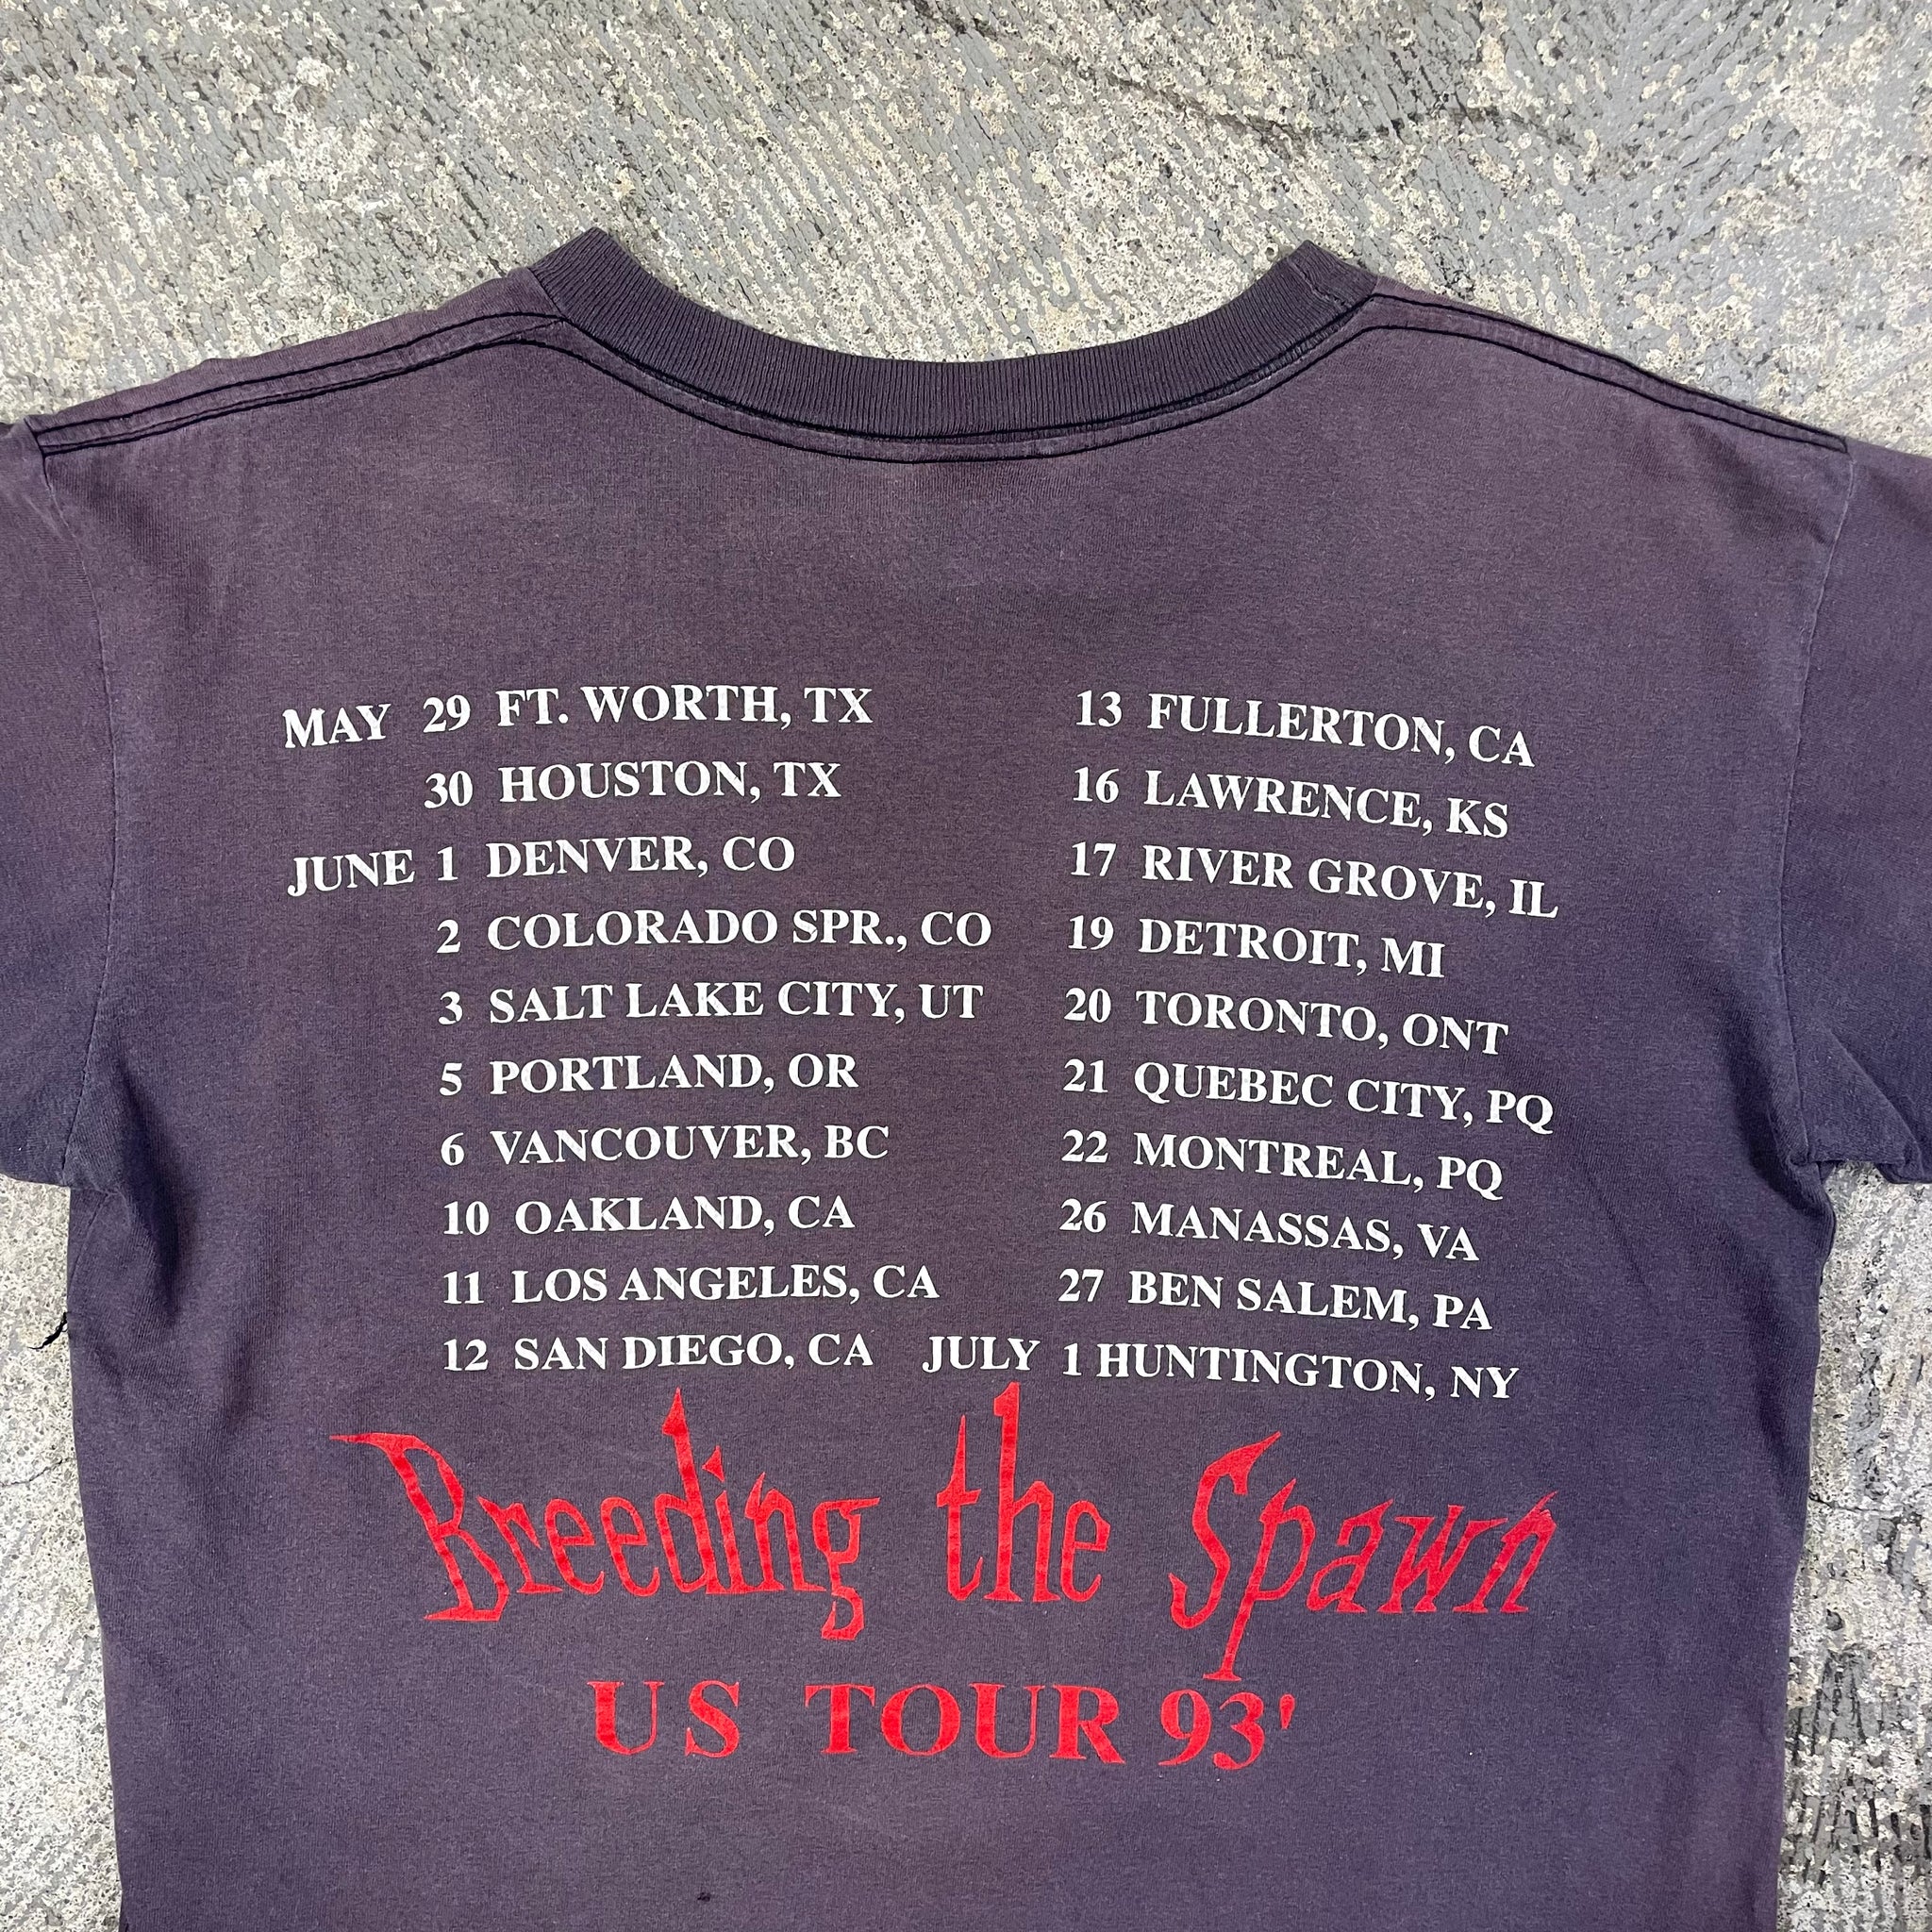 MAY 29 FT. WORTH, TX
30 HOUSTON, TX
JUNE 1 DENVER, CO
2 COLORADO SPR., CO
3 SALT LAKE CITY, UT
5 PORTLAND, OR
6 VANCOUVER, BC
10 OAKLAND, CA
11 LOS ANGELES, CA
12 SAN DIEGO, CA
13 FULLERTON, CA
16 LAWRENCE, KS
17 RIVER GROVE, IL
19 DETROIT, MI
20 TORONTO, ONT
21 QUEBEC CITY, PQ
22 MONTREAL, PQ
26 MANASSAS, VA
27 BEN SALEM, PA
JULY 1 HUNTINGTON, NY
Breeding the Spawn
US TOUR 93'